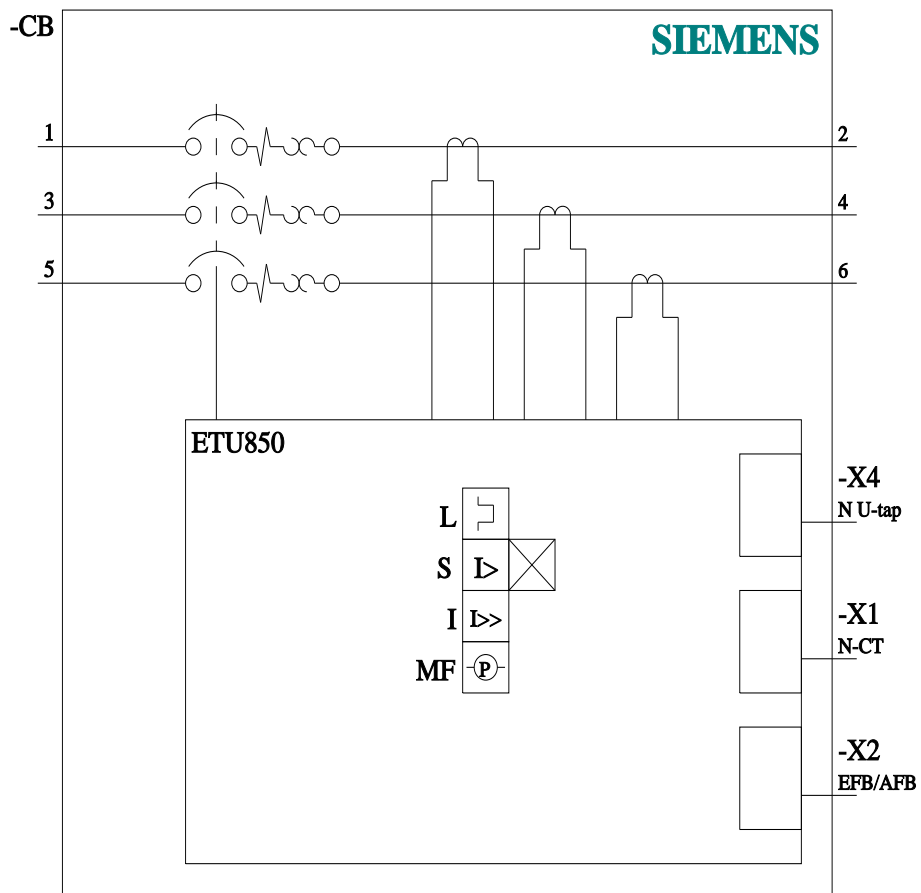 -CB
SIEMENS
1
2
3
4
5
6
ETU850
L
S I>
I I>>
MF P
-X4
N U-tap
-X1
N-CT
-X2
EFB/AFB